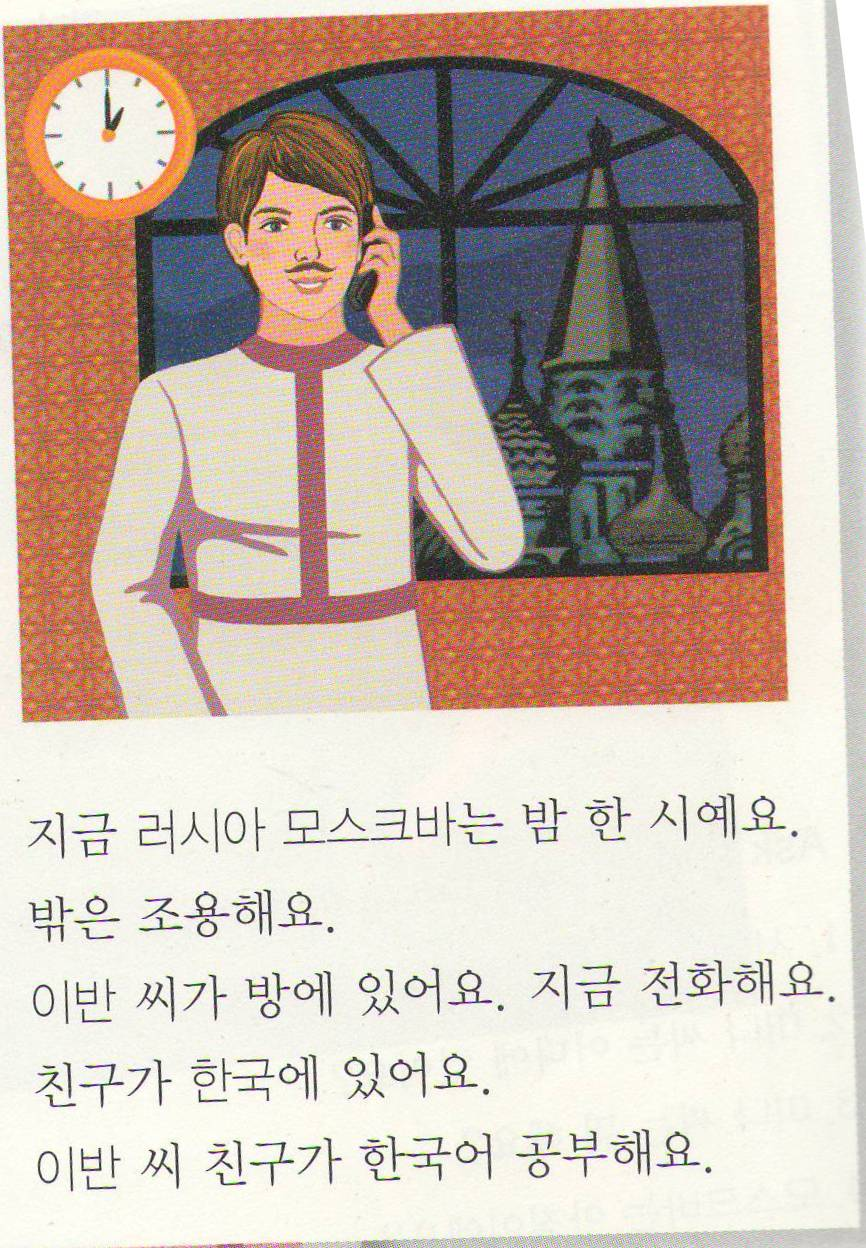 지금 러시아 모스크바는 밤 한 시예요.
밖은 조용해요.
이반 씨가 방에 있어요. 지금 전화해요.
친구가 한국에 있어요.
이반 씨 친구가 한국어 공부해요.